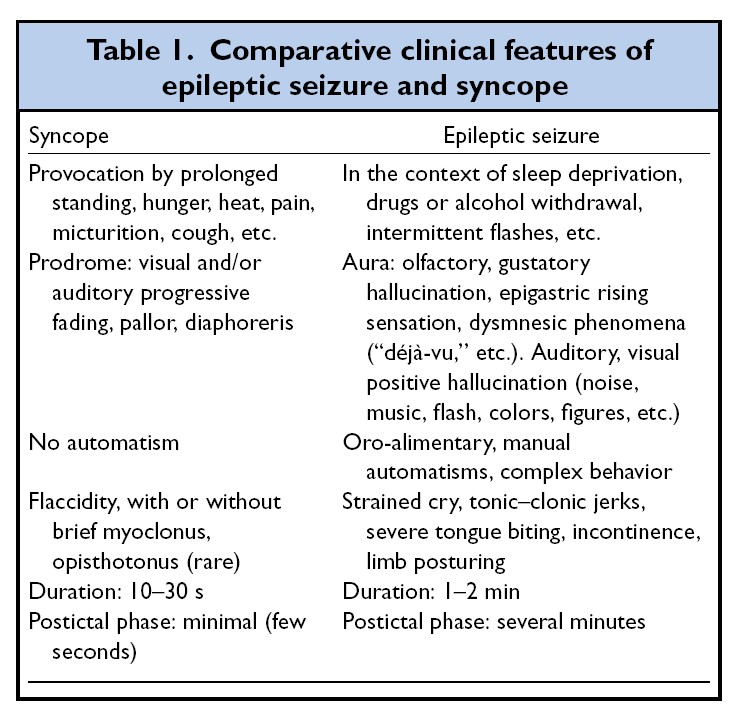 Table 1. Comparative clinical features of
epileptic seizure and syncope
Syncope
Epileptic seizure
Provocation by prolonged
standing, hunger, heat, pain,
micturition, cough, etc.
In the context of sleep deprivation,
drugs or alcohol withdrawal,
intermittent flashes, etc.
Prodrome: visual and/or
auditory progressive
fading, pallor, diaphoreris
Aura: olfactory, gustatory
hallucination, epigastric rising
sensation, dysmnesic phenomena
(“déjà-vu,” etc.). Auditory, visual
positive hallucination (noise,
music, flash, colors, figures, etc.)
No automatism
Oro-alimentary, manual
automatisms, complex behavior
Flaccidity, with or without
brief myoclonus,
opisthotonus (rare)
Strained cry, tonic–clonic jerks,
severe tongue biting, incontinence,
limb posturing
Duration: 10–30 s
Duration: 1–2 min
Postictal phase: minimal (few
seconds)
Postictal phase: several minutes